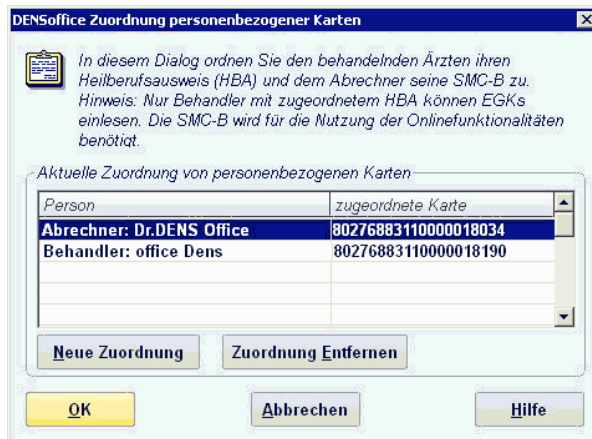 DENSoffice Zuordnung personenbezogener Karten
In diesem Dialog ordnen Sie den behandelnden Ärzten ihren
Heilberufsausweis (HBA) und dem Abrechner seine SMC-B zu.
Hinweis: Nur Behandler mit zugeordnetem HBA können EGKs
einlesen. Die SMC-B wird für die Nutzung der Onlinefunktionalitäten
benötigt.
Aktuelle Zuordnung von personenbezogenen Karten
Person zugeordnete Karte
Abrechner: Dr.DENS Office 80276883110000018034
Behandler: office Dens 80276883110000018190
Neue Zuordnung Zuordnung Entfernen
OK Abbrechen Hilfe